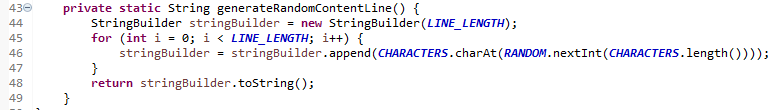 43 private static String generateRandomContentLine() {
44 StringBuilder stringBuilder = new StringBuilder(LINE_LENGTH);
45 for (int i = 0; i < LINE_LENGTH; i++) {
46 stringBuilder = stringBuilder.append(CHARACTERS.charAt(RANDOM.nextInt(CHARACTERS.length())));
47 }
48 return stringBuilder.toString();
49 }